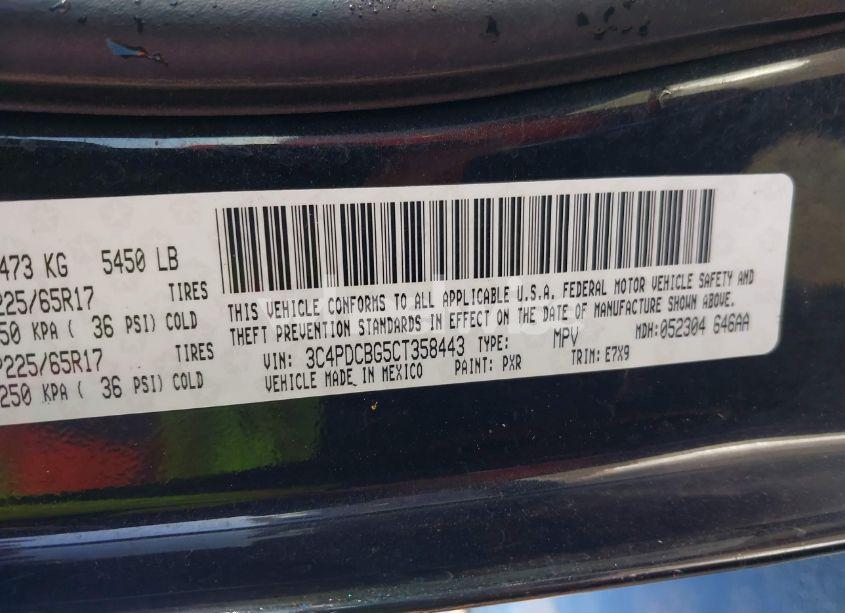 473 KG 5450 LB
225/65R17 TIRES
250 KPA ( 36 PSI) COLD
P225/65R17 TIRES
250 KPA ( 36 PSI) COLD
THIS VEHICLE CONFORMS TO ALL APPLICABLE U.S.A. FEDERAL MOTOR VEHICLE SAFETY AND
THEFT PREVENTION STANDARDS IN EFFECT ON THE DATE OF MANUFACTURE SHOWN ABOVE.
VIN: 3C4PDCBG5CT358443 TYPE: MPV MDH: 052304 646AA
VEHICLE MADE IN MEXICO PAINT: PXR TRIM: E7X9